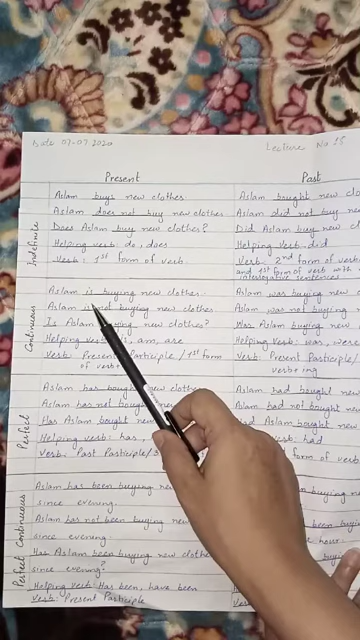 Date 07-07-2020
Lecture No 15
Present
Past
Indefinite
Aslam buys new clothes.
Aslam does not buy new clothes.
Does Aslam buy new clothes?
Helping verb: do, does
Verb: 1st form of verb.
Aslam bought new clo
Aslam did not buy new
Did Aslam buy new clo
Helping verb: did
Verb: 2nd form of verb
and 1st form of verb with
interrogative sentences
Continuous
Aslam is buying new clothes
Aslam is not buying new clothes
Is Aslam buying new clothes?
Helping verb: is, am, are
Verb: Present Participle / 1st form
of verb+
Aslam was buying new
Aslam was not buying new
Was Aslam buying new
Helping verb: was, were
Verb: Present Participle/
verb+ing
Perfect
Aslam has bought new clothes
Aslam has not bought new
Has Aslam bought new
Helping verb: has,
Verb: Past Participle/3
Aslam had bought new
Aslam had not bought new
Had Aslam bought new
verb: had
form of verb
Perfect Continuous
Aslam has been buying new
since evening.
Aslam has not been buying new
since evening.
Has Aslam been buying new clothes
since evening?
Helping verb: Has been, have been
Verb: Present Participle
buying
been buying
hour.